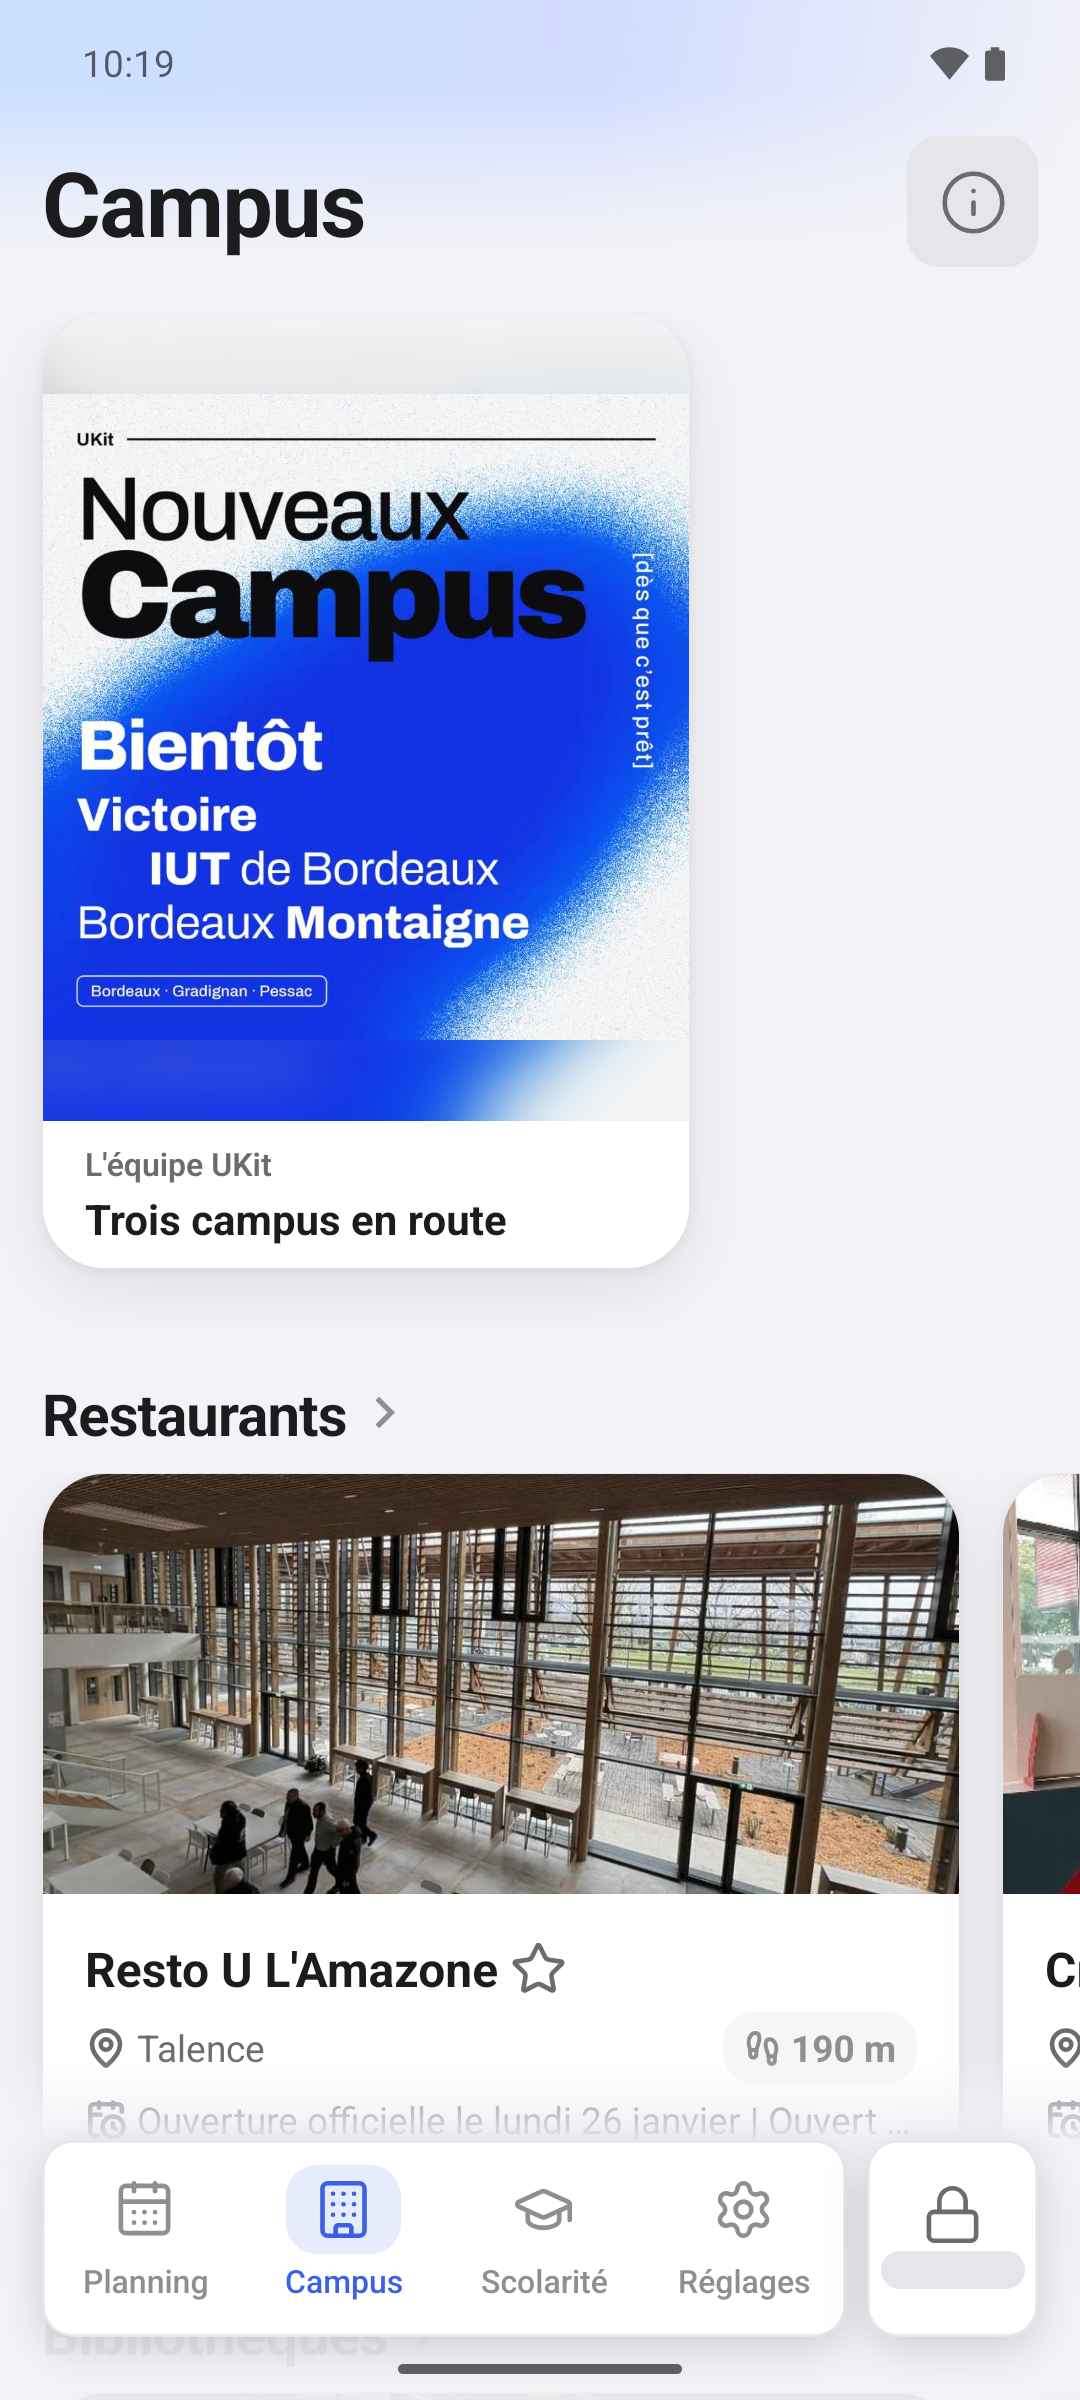 10:19
Campus
UKit
Nouveaux
Campus
[dès que c'est prêt]
Bientôt
Victoire
IUT de Bordeaux
Bordeaux Montaigne
Bordeaux · Gradignan · Pessac
L'équipe UKit
Trois campus en route
Restaurants
Resto U L'Amazone
Talence
190 m
Ouverture officielle le lundi 26 janvier | Ouvert ...
Planning
Campus
Scolarité
Réglages
Bibliothèques